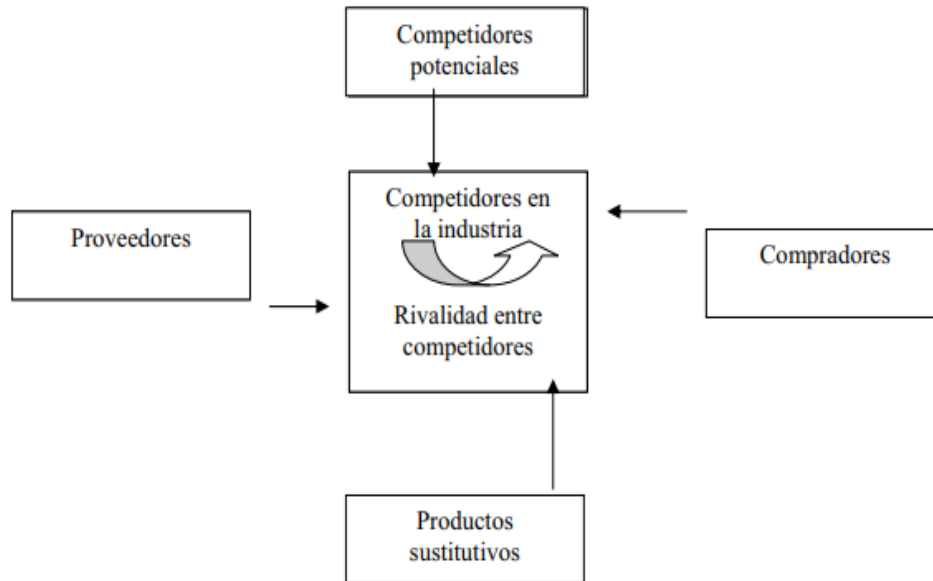 Competidores
potenciales
Competidores en
la industria
Proveedores
Compradores
Rivalidad entre
competidores
Productos
sustitutivos